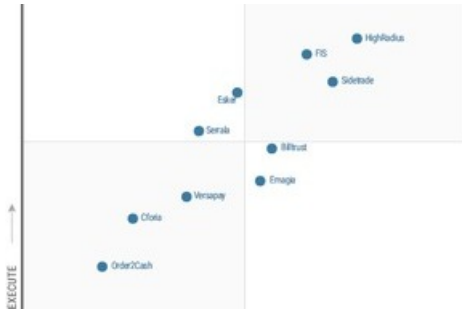 HighRadius
FIS
Sidetrade
Esker
Serrala
Billtrust
Emagia
Versapay
Cforia
Order2Cash
EXECUTE